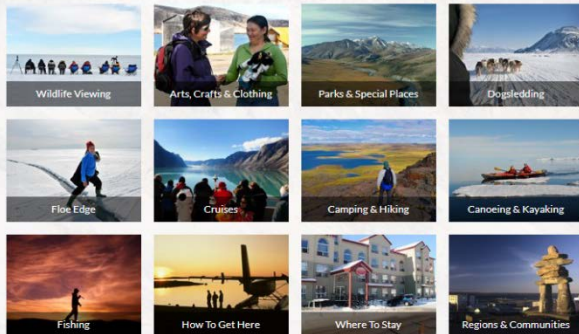 Wildlife Viewing
Arts, Crafts & Clothing
Parks & Special Places
Dogsledding
Floe Edge
Cruises
Camping & Hiking
Canoeing & Kayaking
Fishing
How To Get Here
Where To Stay
Regions & Communities